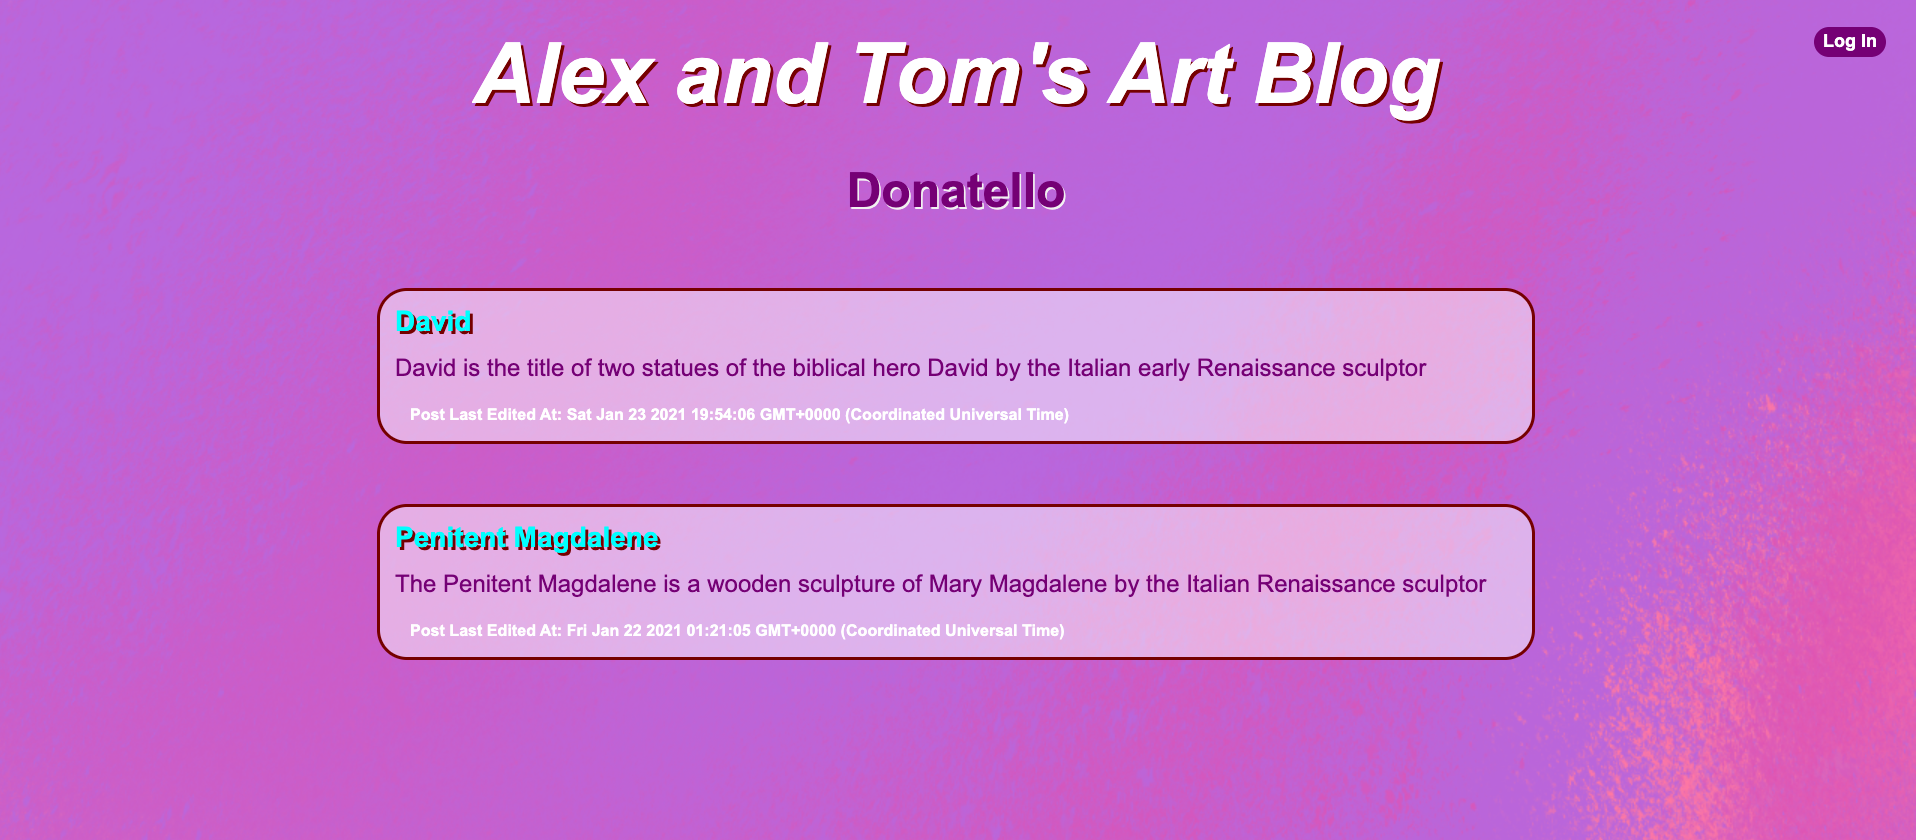 Log In
Alex and Tom's Art Blog
Donatello
David
David is the title of two statues of the biblical hero David by the Italian early Renaissance sculptor
Post Last Edited At: Sat Jan 23 2021 19:54:06 GMT+0000 (Coordinated Universal Time)
Penitent Magdalene
The Penitent Magdalene is a wooden sculpture of Mary Magdalene by the Italian Renaissance sculptor
Post Last Edited At: Fri Jan 22 2021 01:21:05 GMT+0000 (Coordinated Universal Time)